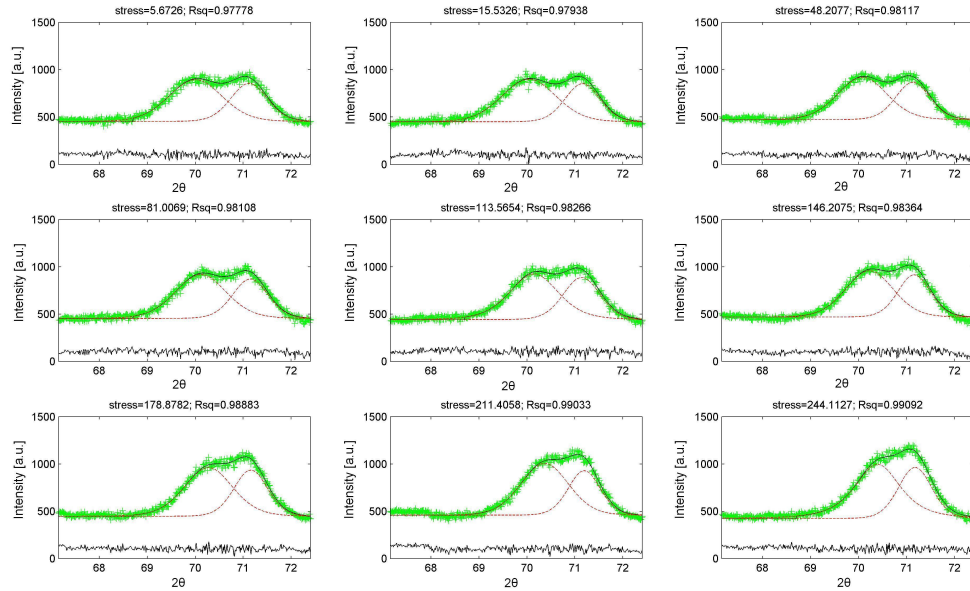 stress=5.6726; Rsq=0.97778
1500
1000
500
0
Intensity [a.u.]
68 69 70 71 72
2θ
stress=15.5326; Rsq=0.97938
1500
1000
500
0
Intensity [a.u.]
68 69 70 71 72
2θ
stress=48.2077; Rsq=0.98117
1500
1000
500
0
Intensity [a.u.]
68 69 70 71 72
2θ
stress=81.0069; Rsq=0.98108
1500
1000
500
0
Intensity [a.u.]
68 69 70 71 72
2θ
stress=113.5654; Rsq=0.98266
1500
1000
500
0
Intensity [a.u.]
68 69 70 71 72
2θ
stress=146.2075; Rsq=0.98364
1500
1000
500
0
Intensity [a.u.]
68 69 70 71 72
2θ
stress=178.8782; Rsq=0.98883
1500
1000
500
0
Intensity [a.u.]
68 69 70 71 72
2θ
stress=211.4058; Rsq=0.99033
1500
1000
500
0
Intensity [a.u.]
68 69 70 71 72
2θ
stress=244.1127; Rsq=0.99092
1500
1000
500
0
Intensity [a.u.]
68 69 70 71 72
2θ